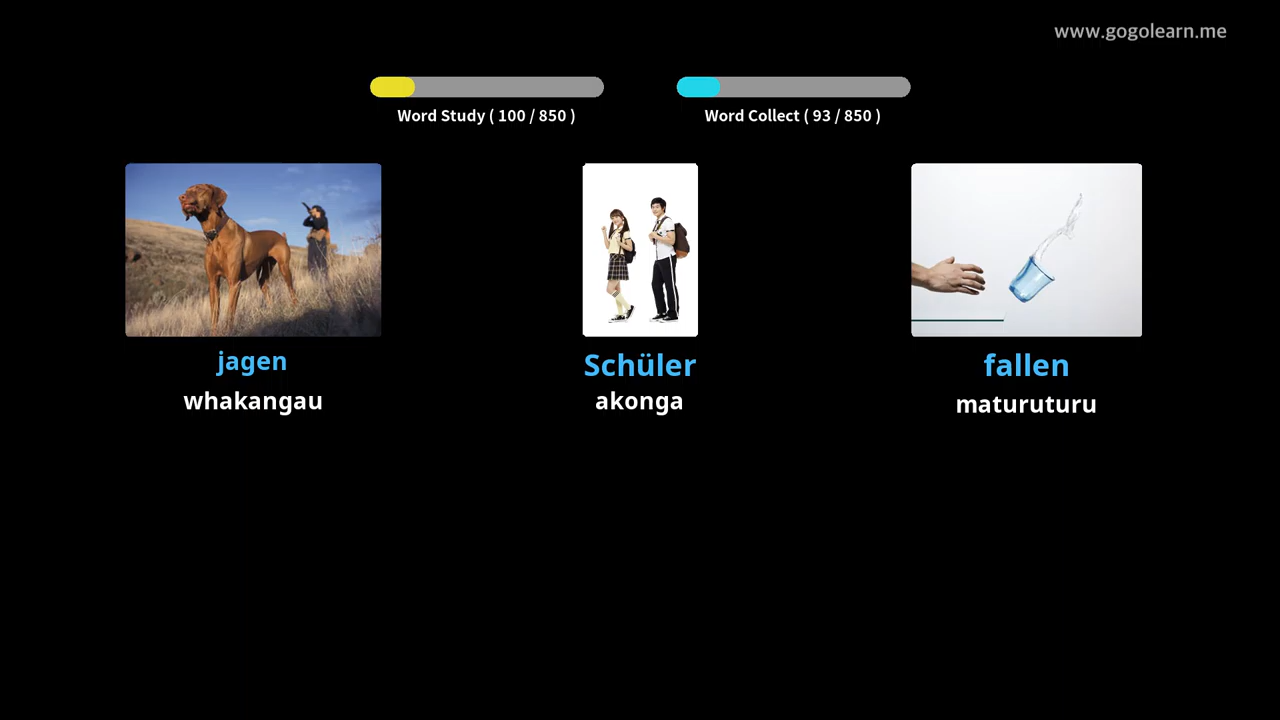 www.gogolearn.me
Word Study ( 100 / 850 )
Word Collect ( 93 / 850 )
jagen
whakangau
Schüler
akonga
fallen
maturuturu